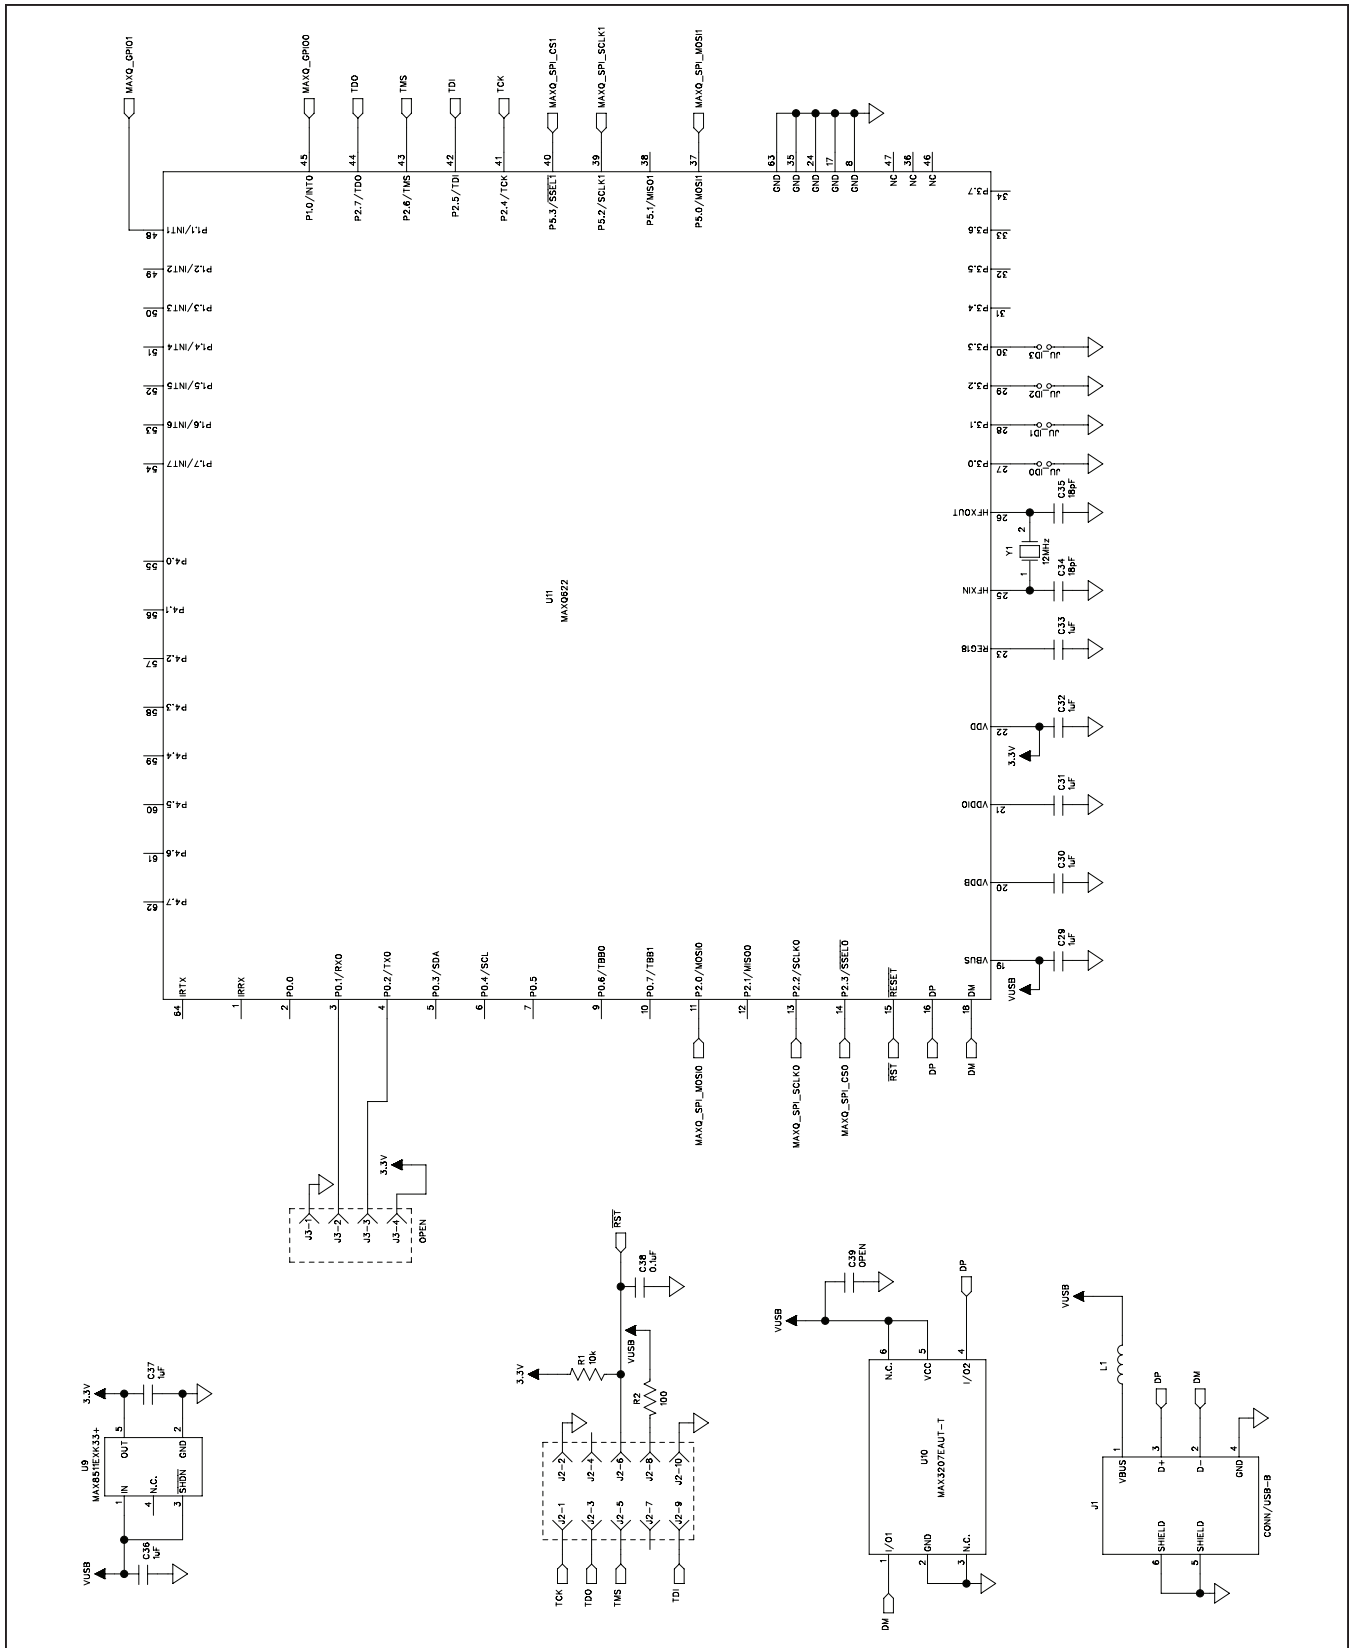 MAXQ_GPIO1
MAXQ_GPIO0
TDO
TMS
TDI
TCK
MAXQ_SPI_CS1
MAXQ_SPI_SCLK1
MAXQ_SPI_MOSI1
45
44
43
42
41
40
39
38
37
63
35
24
17
8
47
36
46
P1.0/INT0
P2.7/TDO
P2.6/TMS
P2.5/TDI
P2.4/TCK
P5.3/SSEL1
P5.2/SCLK1
P5.1/MISO1
P5.0/MOSI1
GND
GND
GND
GND
GND
NC
NC
NC
48 P1.1/INT1
49 P1.2/INT2
50 P1.3/INT3
51 P1.4/INT4
52 P1.5/INT5
53 P1.6/INT6
54 P1.7/INT7
55 P4.0
56 P4.1
57 P4.2
58 P4.3
59 P4.4
60 P4.5
61 P4.6
62 P4.7
U11
MAXQ622
P3.7 34
P3.6 33
P3.5 32
P3.4 31
P3.3 30 JU_ID3
P3.2 29 JU_ID2
P3.1 28 JU_ID1
P3.0 27 JU_ID0
HFXOUT 26
C35
18pF
2
Y1
12MHz
1
HFXIN 25
C34
18pF
REG18 23
C33
1uF
VDD 22
C32
1uF
3.3V
VDDIO 21
C31
1uF
VDDB 20
C30
1uF
VBUS 19
C29
1uF
VUSB
IRTX
IRRX
P0.0
P0.1/RX0
P0.2/TX0
P0.3/SDA
P0.4/SCL
P0.5
P0.6/TBB0
P0.7/TBB1
P2.0/MOSI0
P2.1/MISO0
P2.2/SCLK0
P2.3/SSEL0
RESET
DP
DM
64
1
2
3
4
5
6
7
9
10
11
12
13
14
15
16
18
MAXQ_SPI_MOSI0
MAXQ_SPI_SCLK0
MAXQ_SPI_CS0
RST
DP
DM
3.3V
J3-1
J3-2
J3-3
J3-4
OPEN
RST
C38
0.1uF
VUSB
3.3V
R1
10k
R2
100
J2-2
J2-4
J2-6
J2-8
J2-10
J2-1
J2-3
J2-5
J2-7
J2-9
TCK
TDO
TMS
TDI
3.3V
C37
1uF
5
2
OUT
GND
U9
MAX8511EXK33+
IN
N.C.
SHDN
1
4
3
VUSB
C36
1uF
VUSB
C39
OPEN
DP
6
5
4
N.C.
VCC
I/O2
U10
MAX3207EAUT-T
I/O1
GND
N.C.
1
2
3
DM
VUSB
L1
DP
DM
1
3
2
4
VBUS
D+
D-
GND
J1
CONN/USB-B
SHIELD
SHIELD
6
5